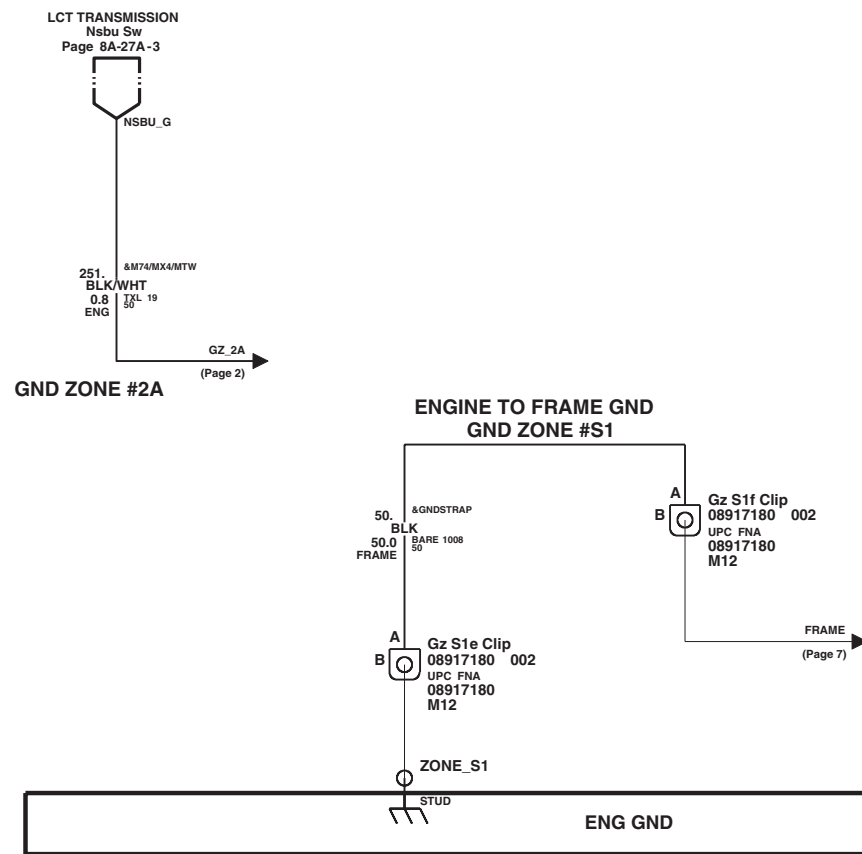 LCT TRANSMISSION
Nsbu Sw
Page 8A-27A-3
NSBU_G
&M74/MX4/MTW
251.
BLK/WHT
0.8 TXL 19
50
ENG
GZ_2A
(Page 2)
GND ZONE #2A
ENGINE TO FRAME GND
GND ZONE #S1
&GNDSTRAP
50.
BLK
50.0 BARE 1008
50
FRAME
A
B
Gz S1f Clip
08917180 002
UPC FNA
08917180
M12
FRAME
(Page 7)
A
B
Gz S1e Clip
08917180 002
UPC FNA
08917180
M12
ZONE_S1
STUD
ENG GND